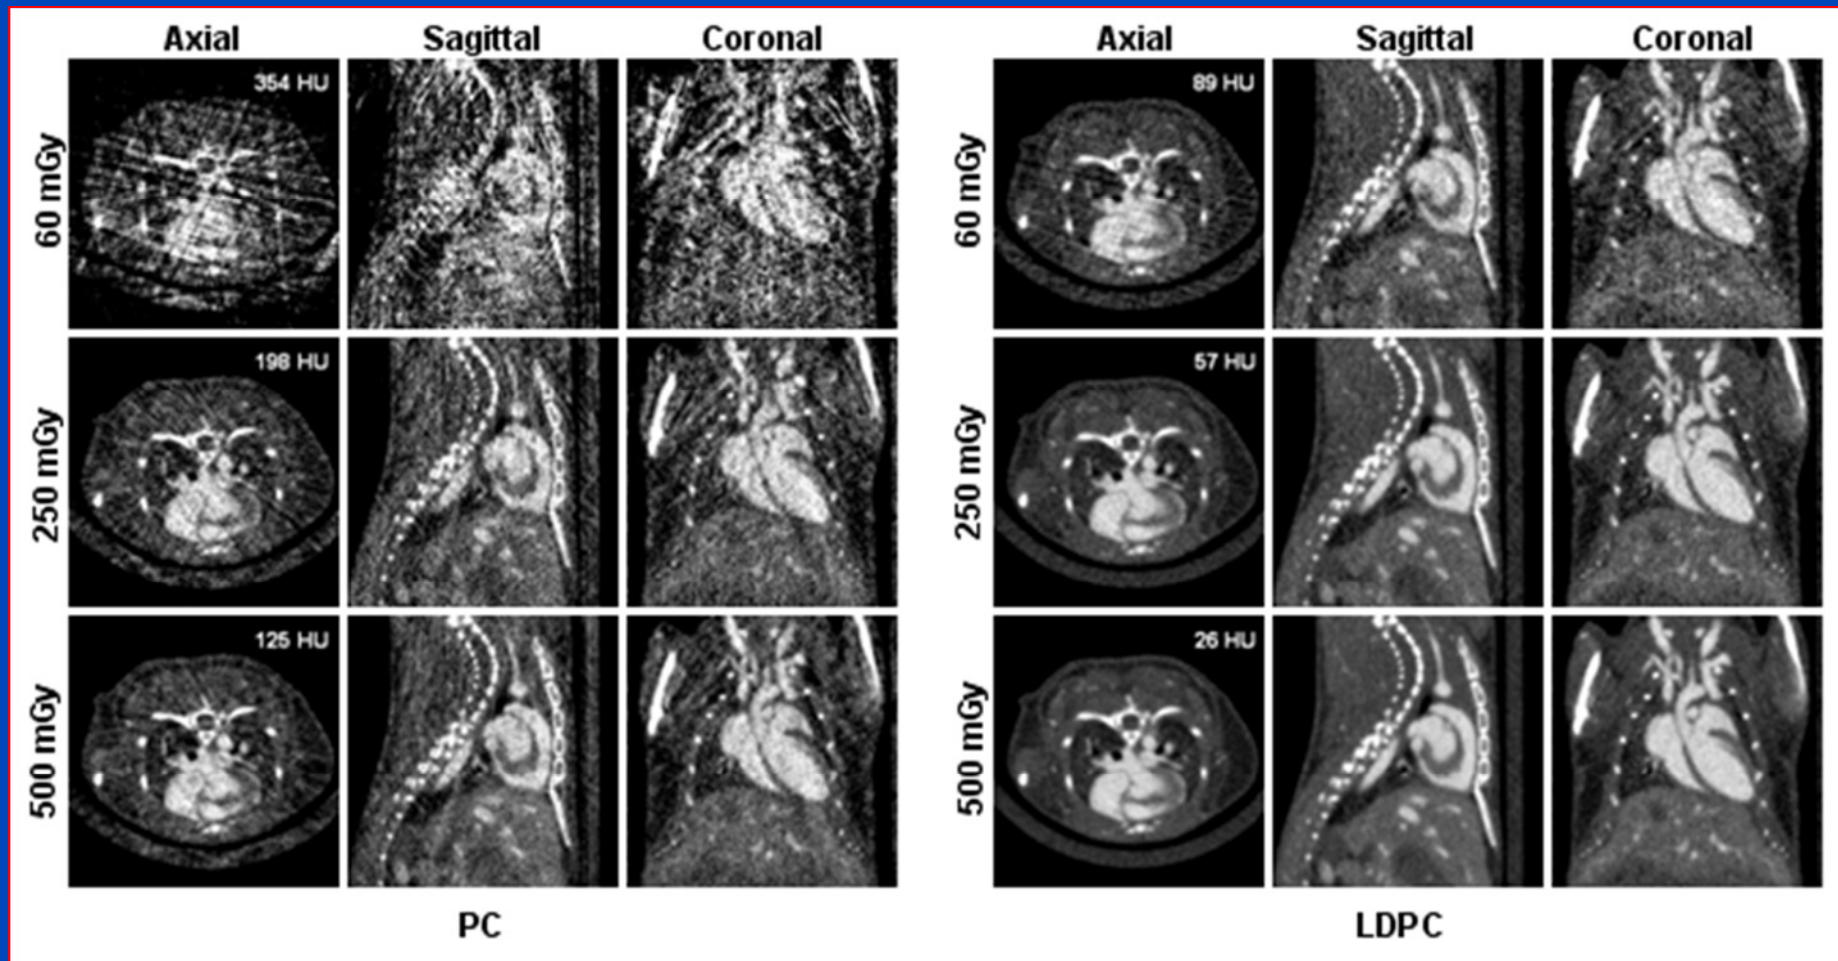 Axial Sagittal Coronal Axial Sagittal Coronal
60 mGy 354 HU 60 mGy 89 HU
250 mGy 198 HU 250 mGy 57 HU
500 mGy 125 HU 500 mGy 26 HU
PC LDPC